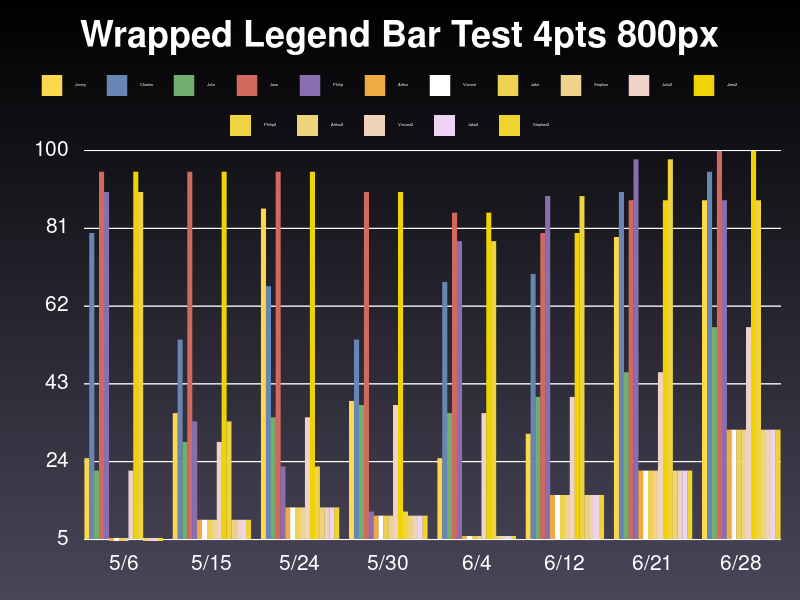 Wrapped Legend Bar Test 4pts 800px
Jimmy Charles Julie Jane Philip Arthur Vincent Jake Stephen Julie2 Jane2
Philip2 Arthur2 Vincent2 Jake2 Stephen2
100
81
62
43
24
5
5/6 5/15 5/24 5/30 6/4 6/12 6/21 6/28